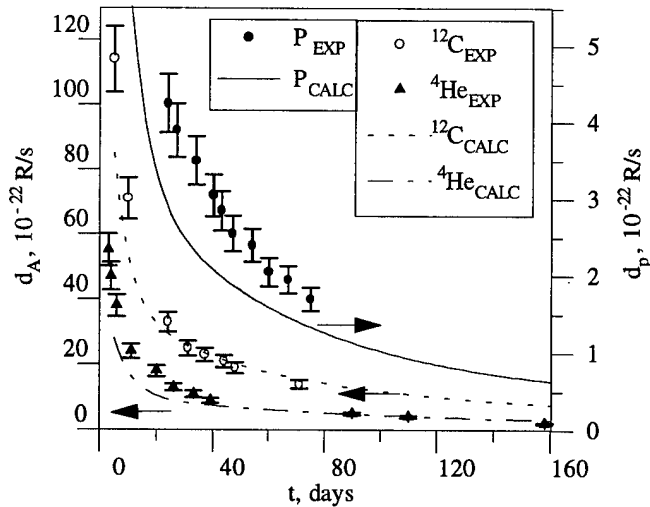 120
100
80
60
40
20
0
d_A, 10^-22 R/s
P_EXP
P_CALC
^12C_EXP
^4He_EXP
^12C_CALC
^4He_CALC
5
4
3
2
1
0
d_p, 10^-22 R/s
0 40 80 120 160
t, days